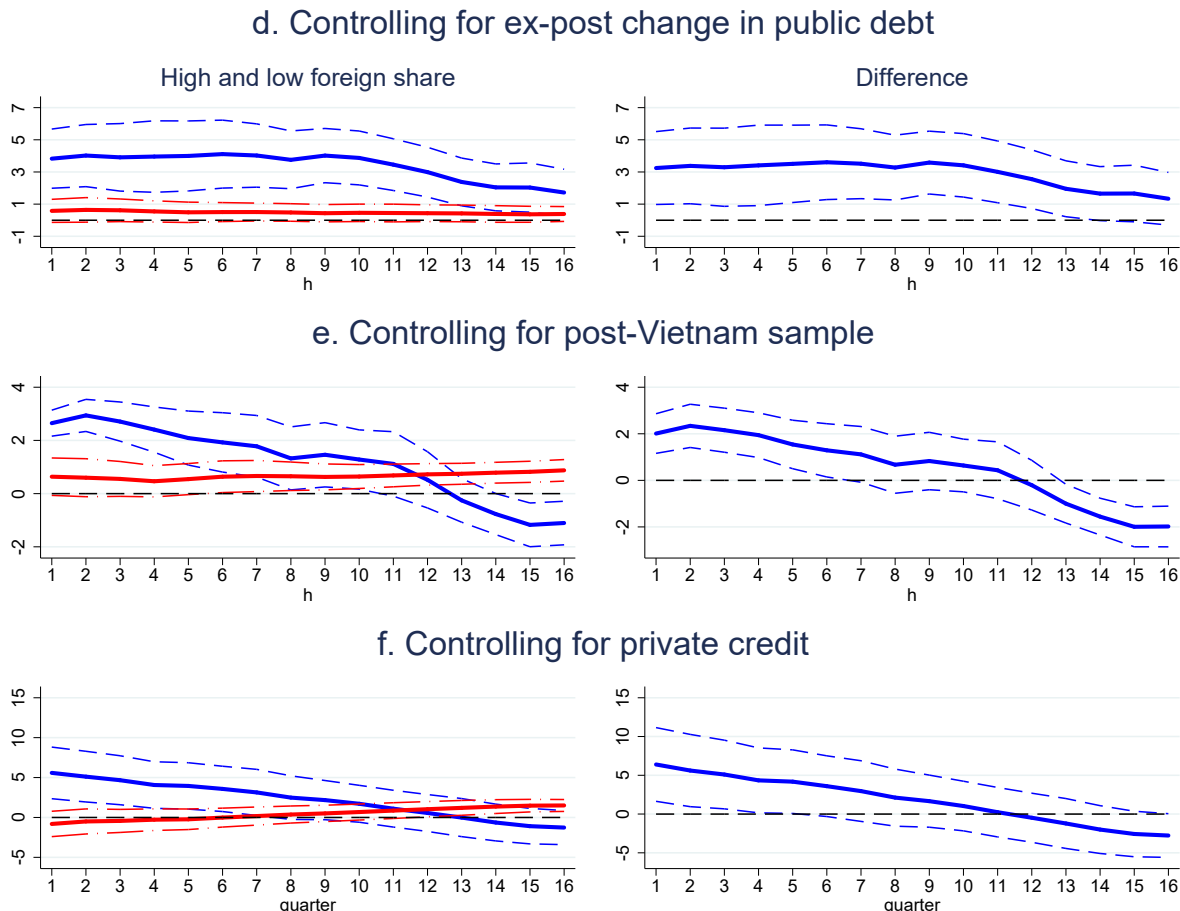 d. Controlling for ex-post change in public debt
High and low foreign share
Difference
7
5
3
1
-1
1 2 3 4 5 6 7 8 9 10 11 12 13 14 15 16
h
7
5
3
1
-1
1 2 3 4 5 6 7 8 9 10 11 12 13 14 15 16
h
e. Controlling for post-Vietnam sample
4
2
0
-2
1 2 3 4 5 6 7 8 9 10 11 12 13 14 15 16
h
4
2
0
-2
1 2 3 4 5 6 7 8 9 10 11 12 13 14 15 16
h
f. Controlling for private credit
15
10
5
0
-5
1 2 3 4 5 6 7 8 9 10 11 12 13 14 15 16
quarter
15
10
5
0
-5
1 2 3 4 5 6 7 8 9 10 11 12 13 14 15 16
quarter